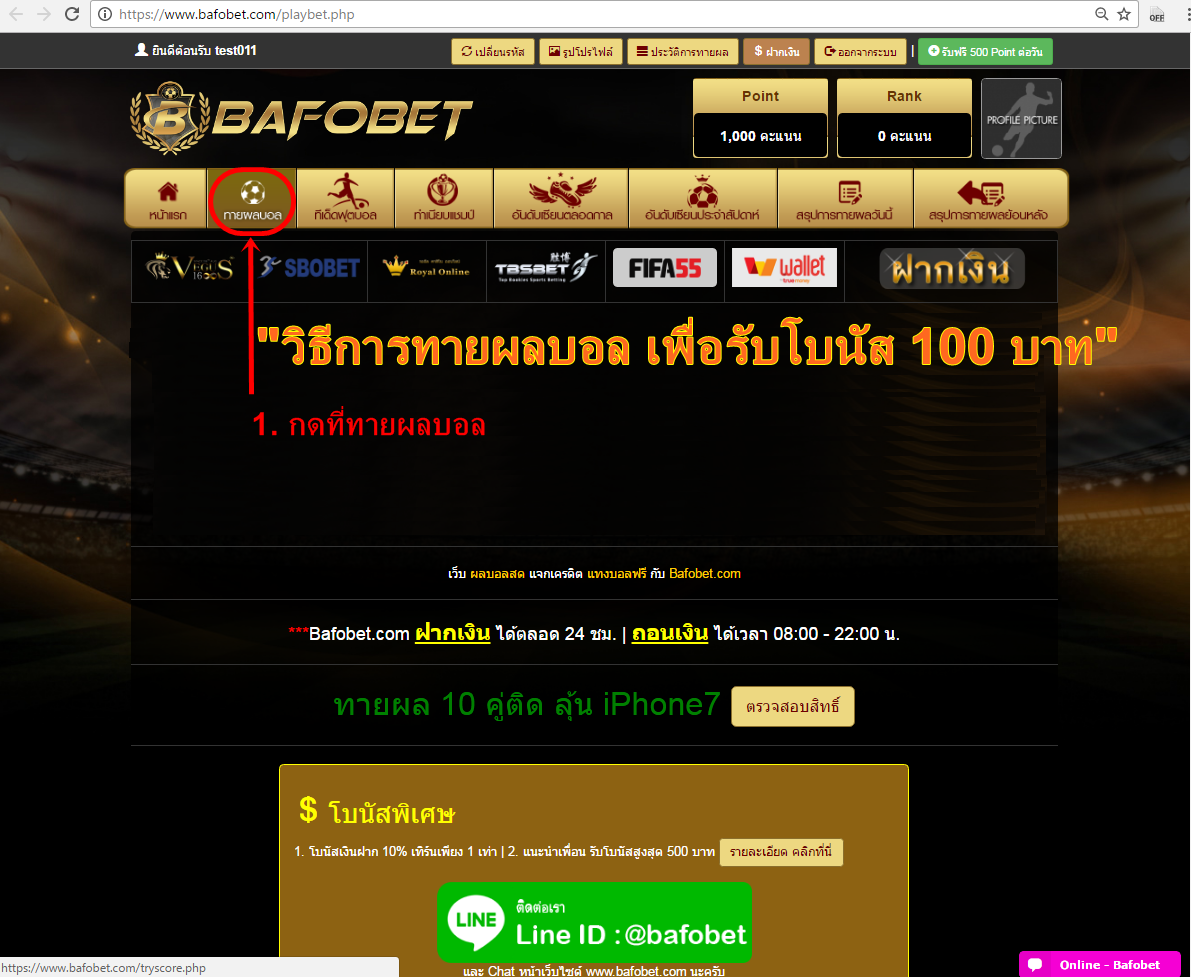 https://www.bafobet.com/playbet.php
OFF
ยินดีต้อนรับ test011
เปลี่ยนรหัส
รูปโปรไฟล์
ประวัติการทายผล
$ ฝากเงิน
ออกจากระบบ
| รับฟรี 500 Point ต่อวัน
BAFOBET
Point
1,000 คะแนน
Rank
0 คะแนน
PROFILE PICTURE
หน้าแรก
ทายผลบอล
ทีเด็ดฟุตบอล
ทำเนียบแชมป์
อันดับเซียนตลอดกาล
อันดับเซียนประจำสัปดาห์
สรุปการทายผลวันนี้
สรุปการทายผลย้อนหลัง
VEGUS 168
SBOBET
Royal Online
TBSBET
Top Bookies Sports Betting
FIFA55
wallet
by truemoney
ฝากเงิน
"วิธีการทายผลบอล เพื่อรับโบนัส 100 บาท"
1. กดที่ทายผลบอล
เว็บ ผลบอลสด แจกเครดิต แทงบอลฟรี กับ Bafobet.com
***Bafobet.com ฝากเงิน ได้ตลอด 24 ชม. | ถอนเงิน ได้เวลา 08:00 - 22:00 น.
ทายผล 10 คู่ติด ลุ้น iPhone7 ตรวจสอบสิทธิ์
$ โบนัสพิเศษ
1. โบนัสเงินฝาก 10% เทิร์นเพียง 1 เท่า | 2. แนะนำเพื่อน รับโบนัสสูงสุด 500 บาท รายละเอียด คลิกที่นี่
LINE
ติดต่อเรา
Line ID :@bafobet
และ Chat หน้าเว็บไซต์ www.bafobet.com นะครับ
https://www.bafobet.com/tryscore.php
Online - Bafobet